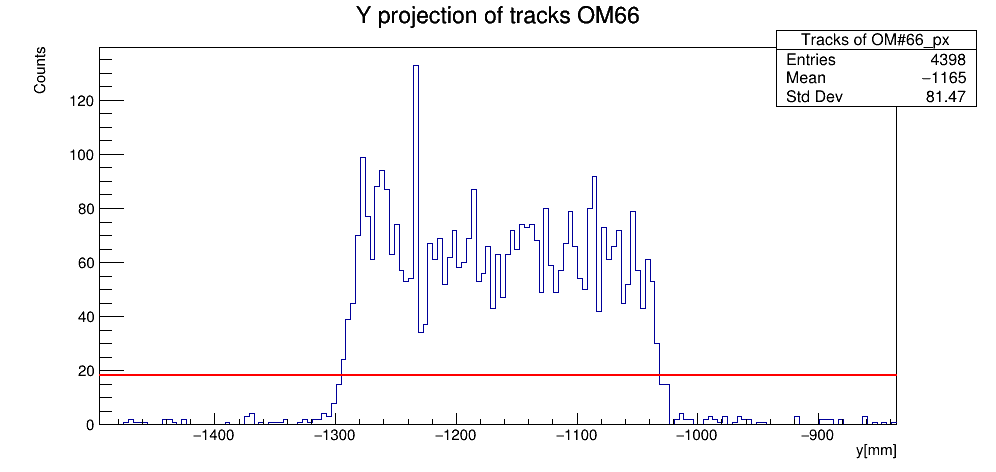 Y projection of tracks OM66
Counts
Tracks of OM#66_px
Entries 4398
Mean −1165
Std Dev 81.47
120
100
80
60
40
20
0
−1400 −1300 −1200 −1100 −1000 −900
y[mm]